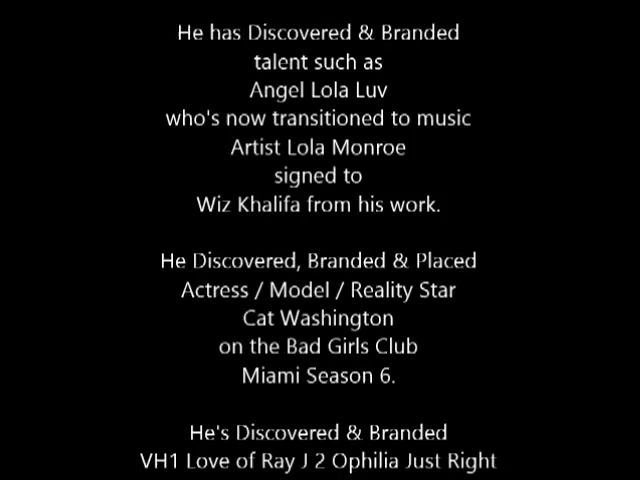 He has Discovered & Branded
talent such as
Angel Lola Luv
who's now transitioned to music
Artist Lola Monroe
signed to
Wiz Khalifa from his work.
He Discovered, Branded & Placed
Actress / Model / Reality Star
Cat Washington
on the Bad Girls Club
Miami Season 6.
He's Discovered & Branded
VH1 Love of Ray J 2 Ophilia Just Right